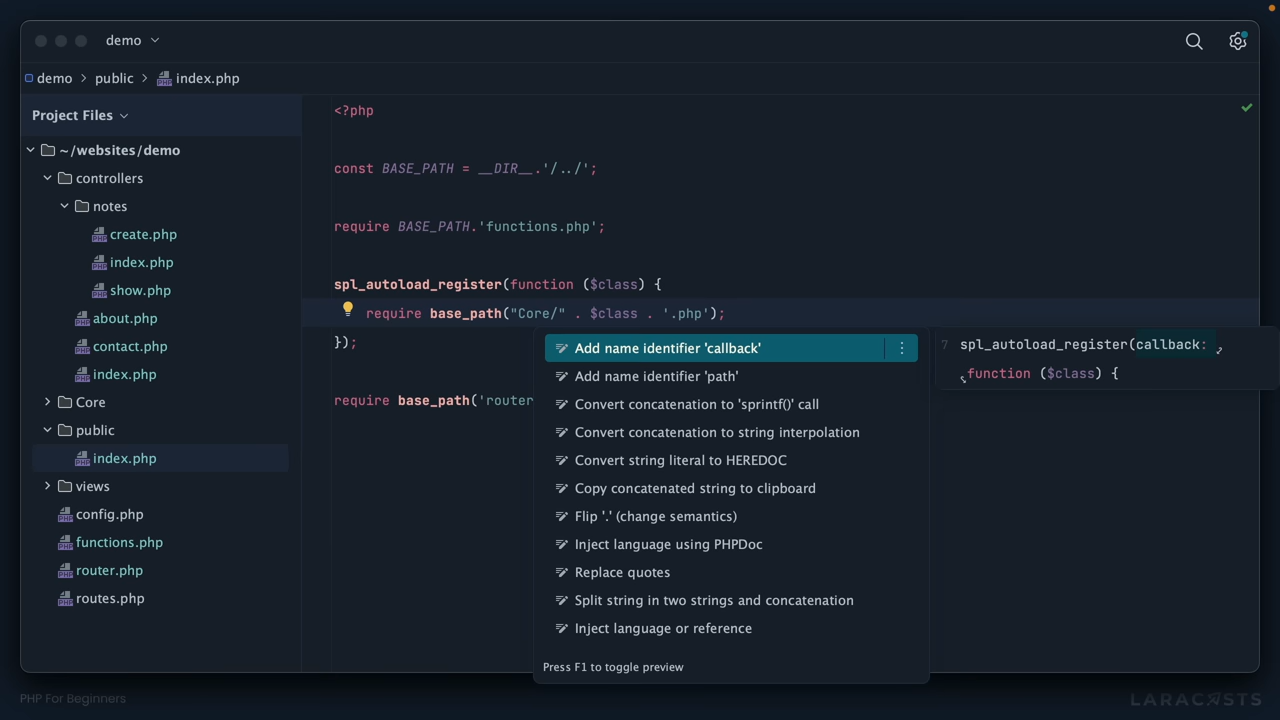 demo
demo > public > index.php
Project Files
~/websites/demo
controllers
notes
create.php
index.php
show.php
about.php
contact.php
index.php
Core
public
index.php
views
config.php
functions.php
router.php
routes.php
<?php
const BASE_PATH = __DIR__.'/../';
require BASE_PATH.'functions.php';
spl_autoload_register(function ($class) {
require base_path("Core/" . $class . '.php');
});
require base_path('router
Add name identifier 'callback'
Add name identifier 'path'
Convert concatenation to 'sprintf()' call
Convert concatenation to string interpolation
Convert string literal to HEREDOC
Copy concatenated string to clipboard
Flip '.' (change semantics)
Inject language using PHPDoc
Replace quotes
Split string in two strings and concatenation
Inject language or reference
Press F1 to toggle preview
7 spl_autoload_register(callback:
function ($class) {
PHP For Beginners
LARACASTS